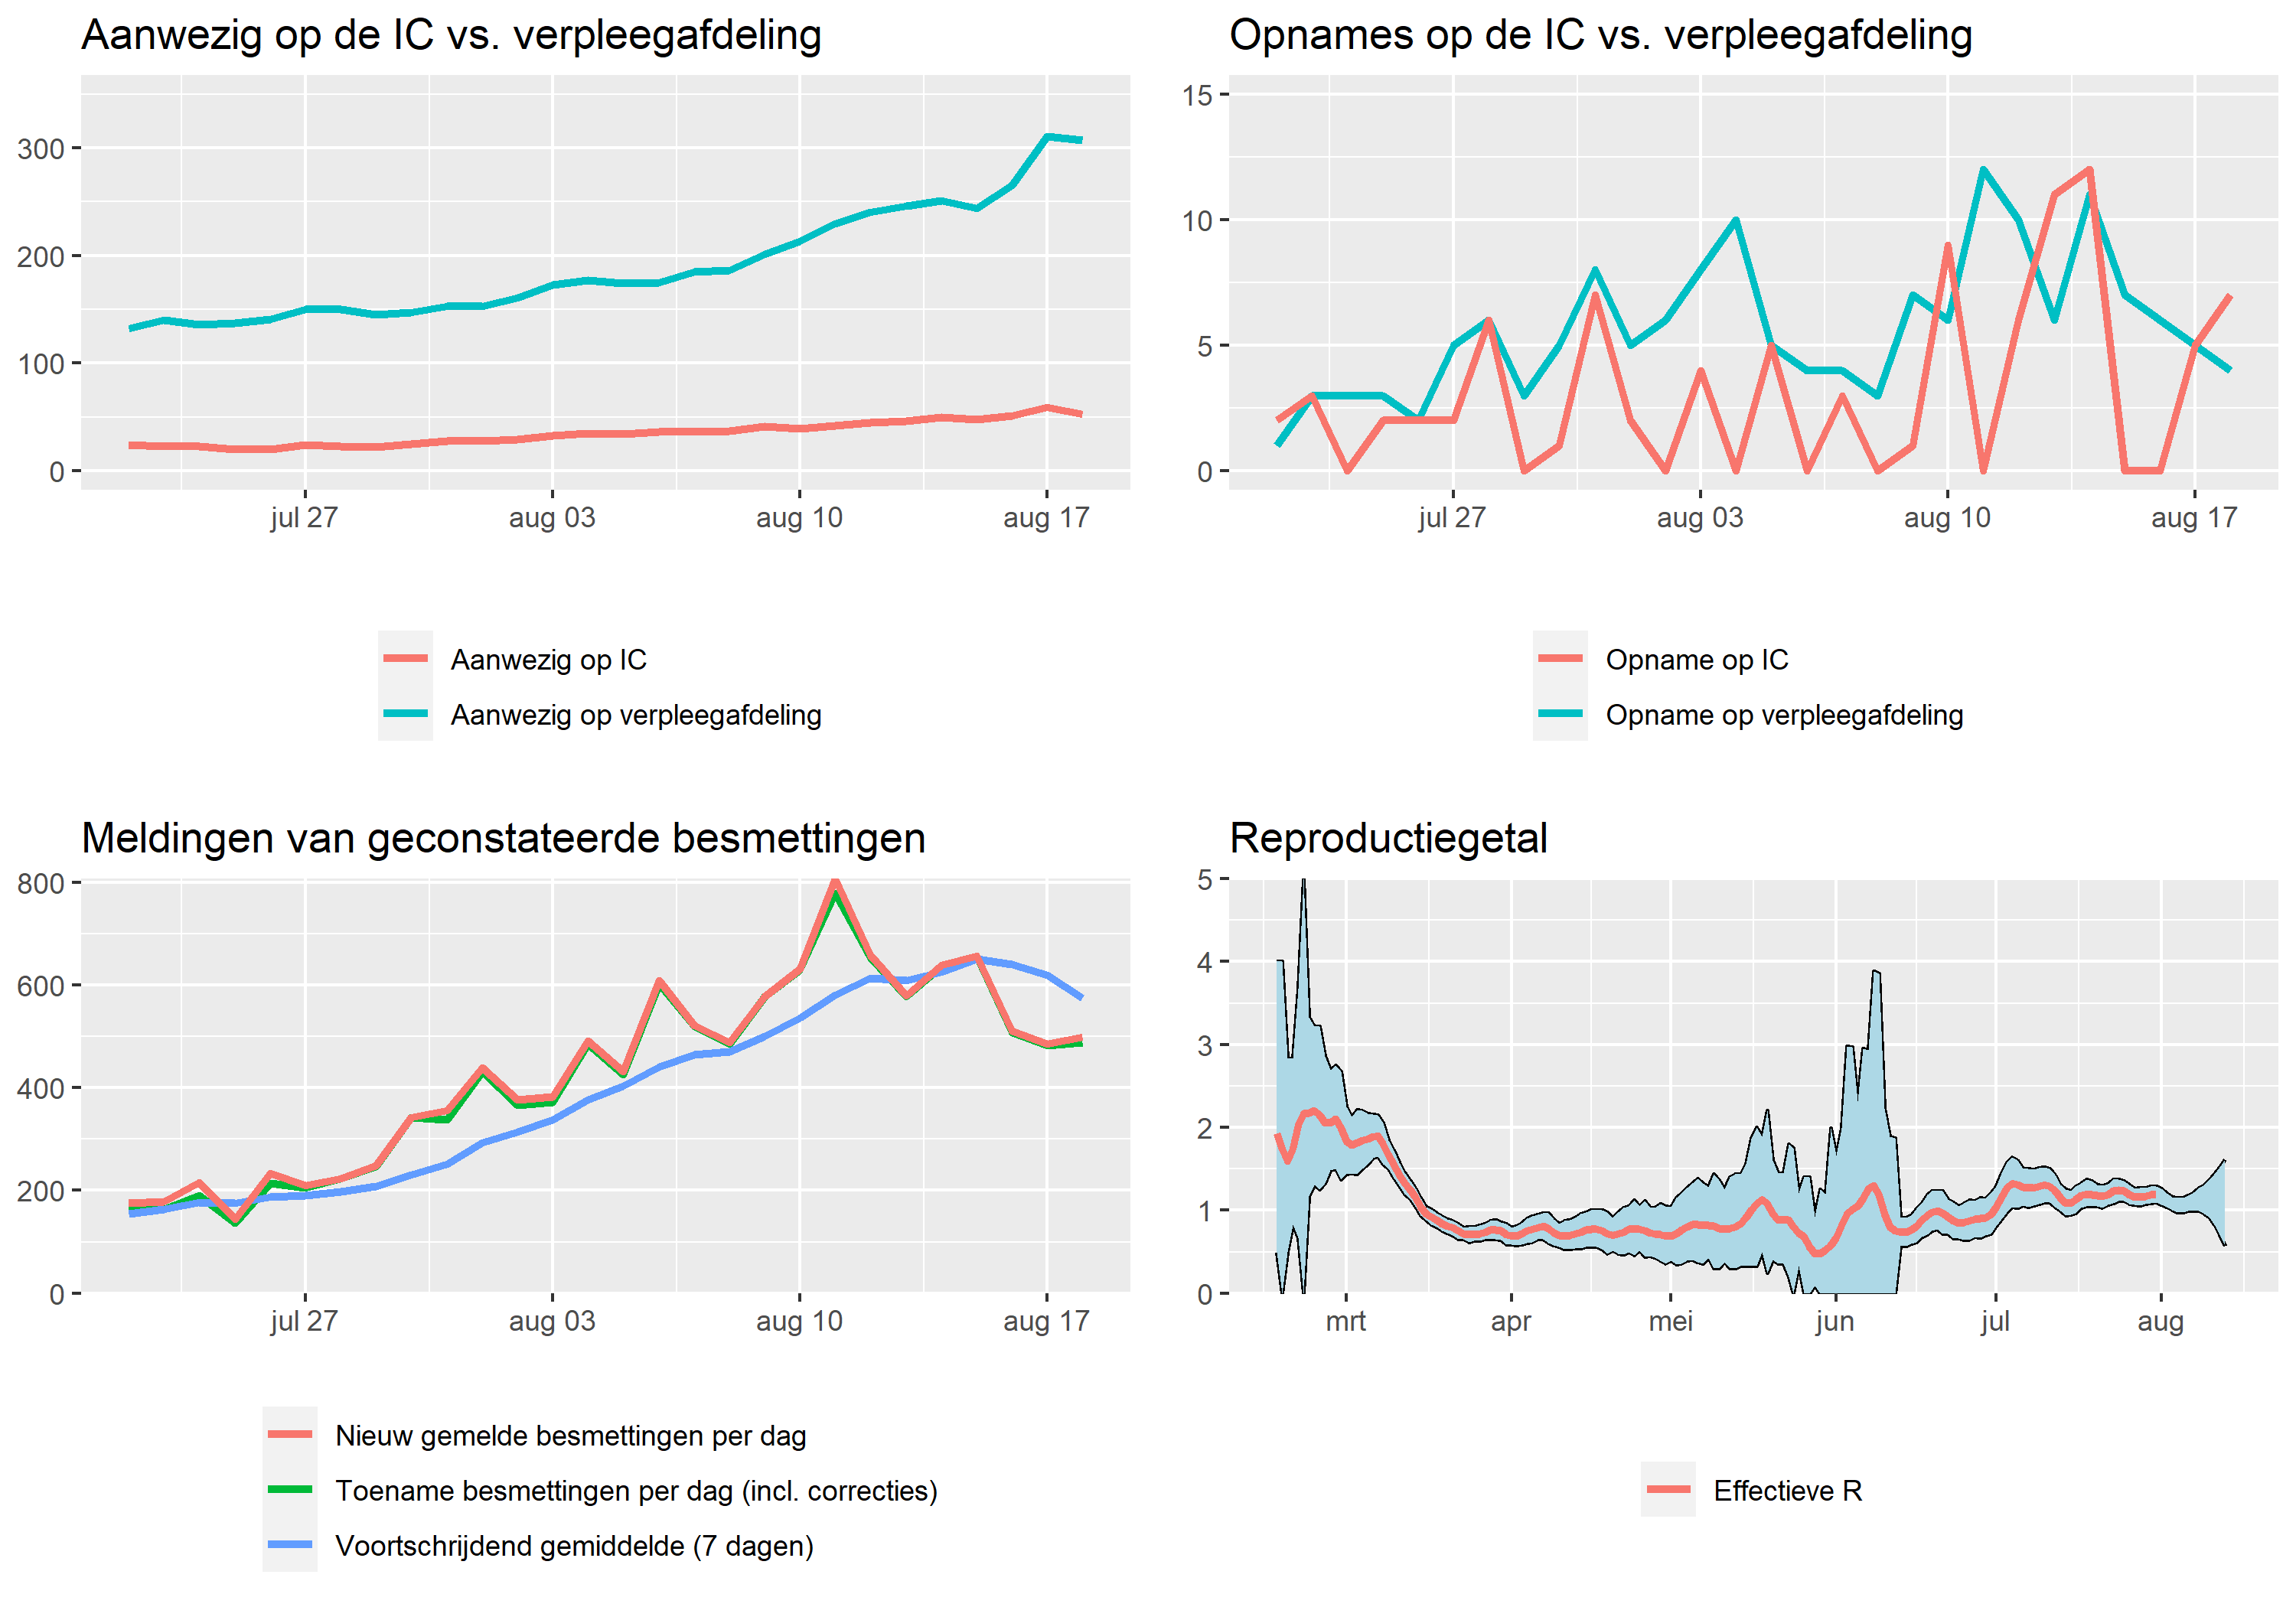 Aanwezig op de IC vs. verpleegafdeling
300
200
100
0
jul 27 aug 03 aug 10 aug 17
Aanwezig op IC
Aanwezig op verpleegafdeling
Opnames op de IC vs. verpleegafdeling
15
10
5
0
jul 27 aug 03 aug 10 aug 17
Opname op IC
Opname op verpleegafdeling
Meldingen van geconstateerde besmettingen
800
600
400
200
0
jul 27 aug 03 aug 10 aug 17
Nieuw gemelde besmettingen per dag
Toename besmettingen per dag (incl. correcties)
Voortschrijdend gemiddelde (7 dagen)
Reproductiegetal
5
4
3
2
1
0
mrt apr mei jun jul aug
Effectieve R